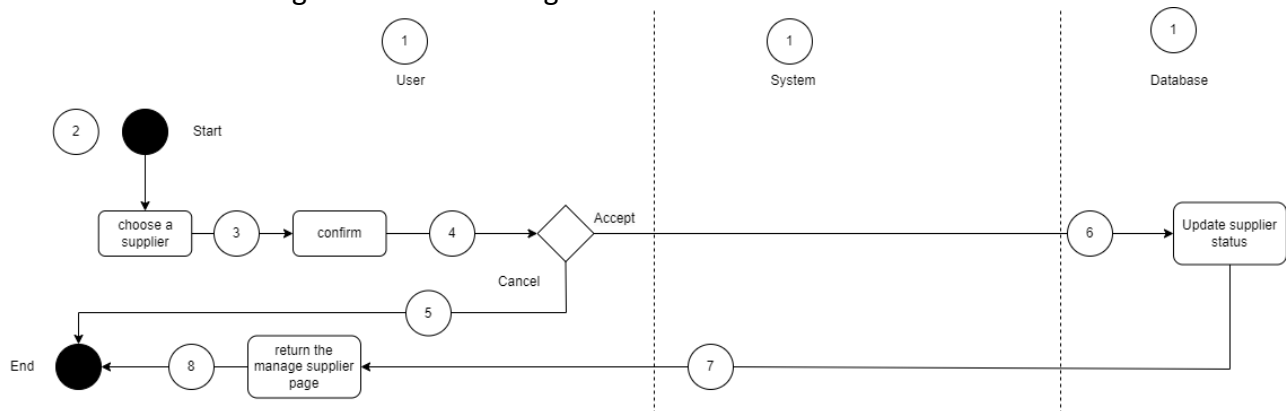 1
1
1
User
System
Database
2
Start
choose a
supplier
3
confirm
4
Accept
6
Update supplier
status
Cancel
5
End
8
return the
manage supplier
page
7